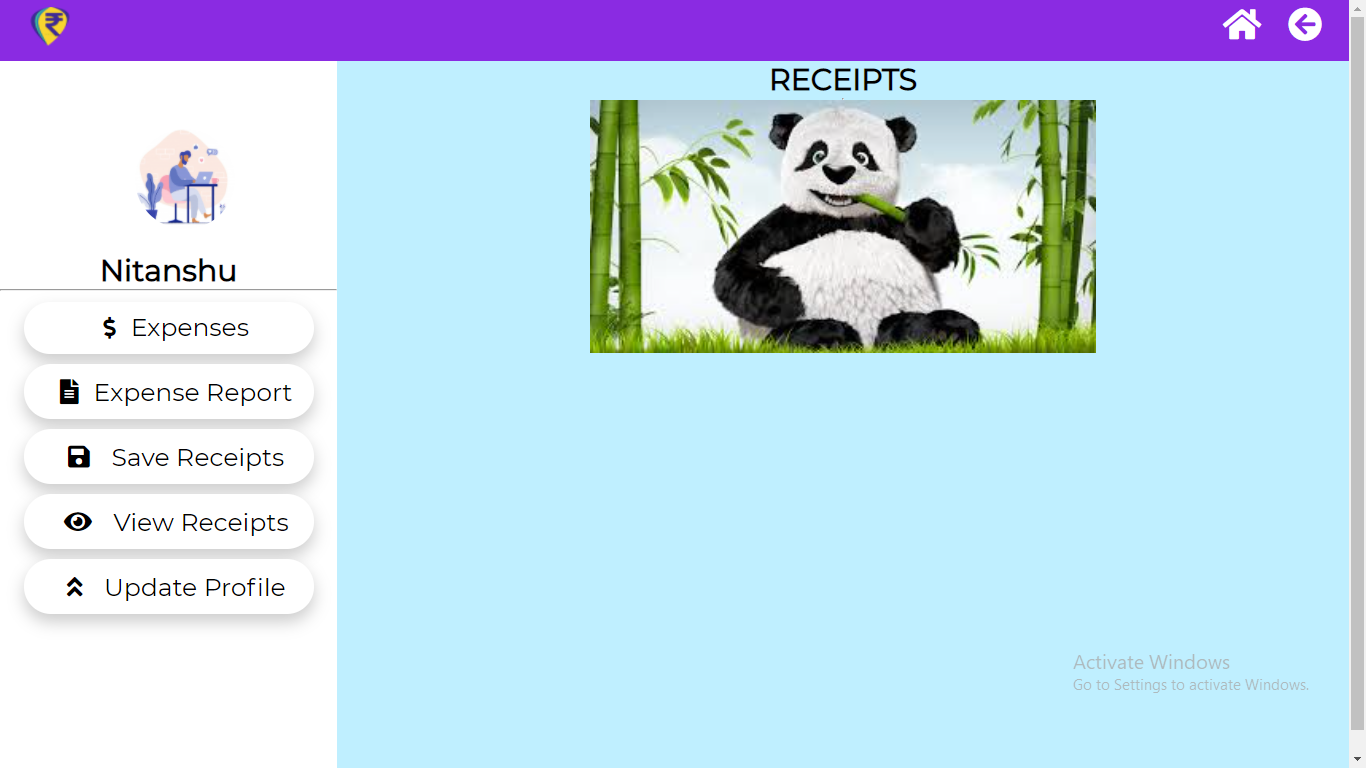 RECEIPTS
Nitanshu
$ Expenses
Expense Report
Save Receipts
View Receipts
Update Profile
Activate Windows
Go to Settings to activate Windows.